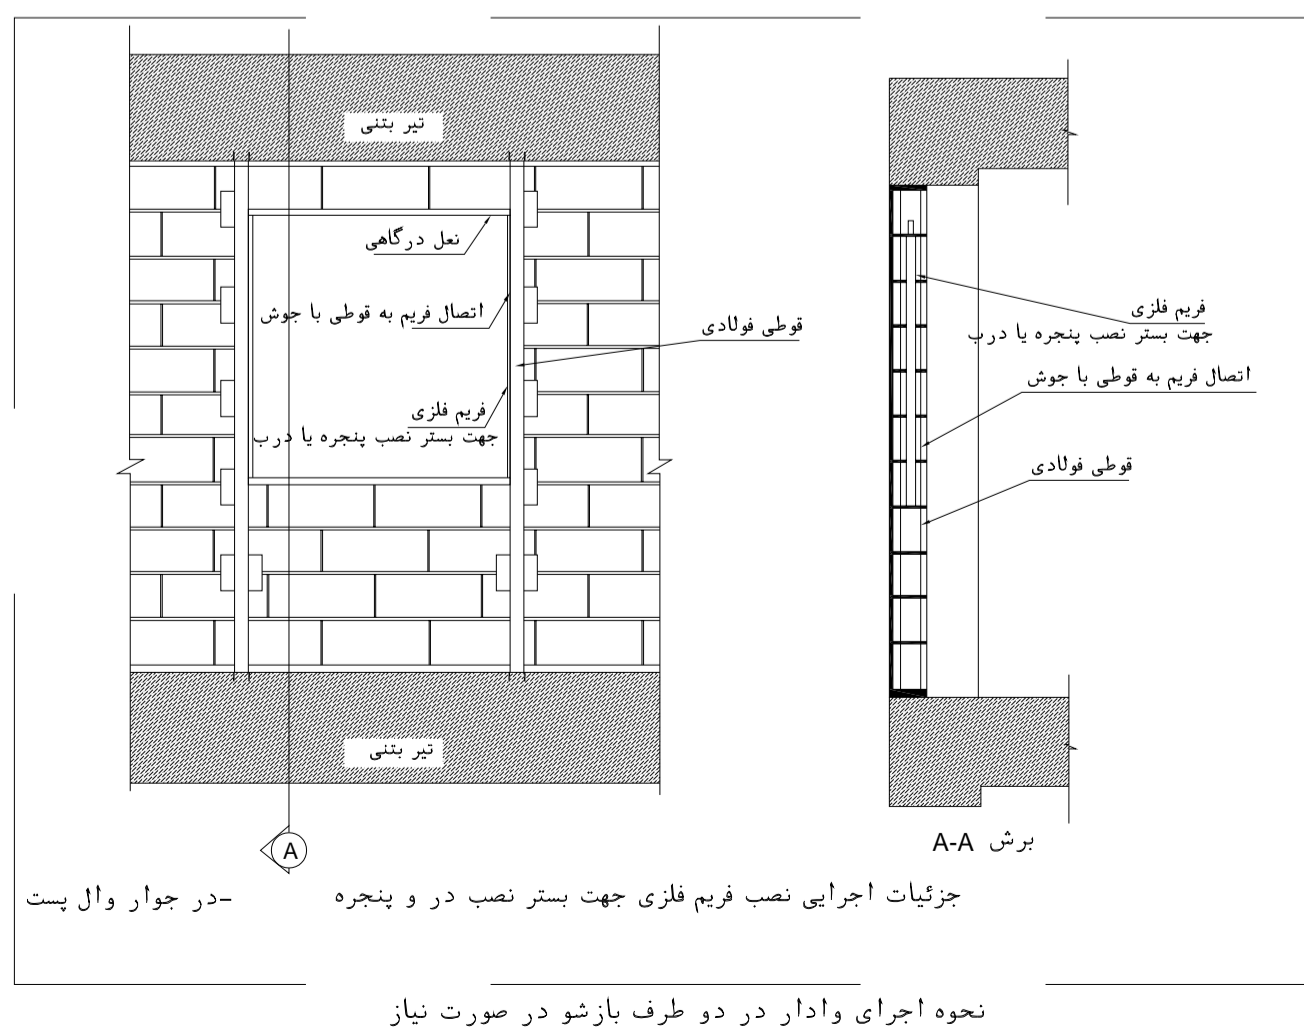 تیر بتنی
نعل درگاهی
اتصال فریم به قوطی با جوش
قوطی فولادی
فریم فلزی
جهت بستر نصب پنجره یا درب
تیر بتنی
A
فریم فلزی
جهت بستر نصب پنجره یا درب
اتصال فریم به قوطی با جوش
قوطی فولادی
برش A-A
جزئیات اجرایی نصب فریم فلزی جهت بستر نصب در و پنجره -در جوار وال پست
نحوه اجرای وادار در دو طرف بازشو در صورت نیاز